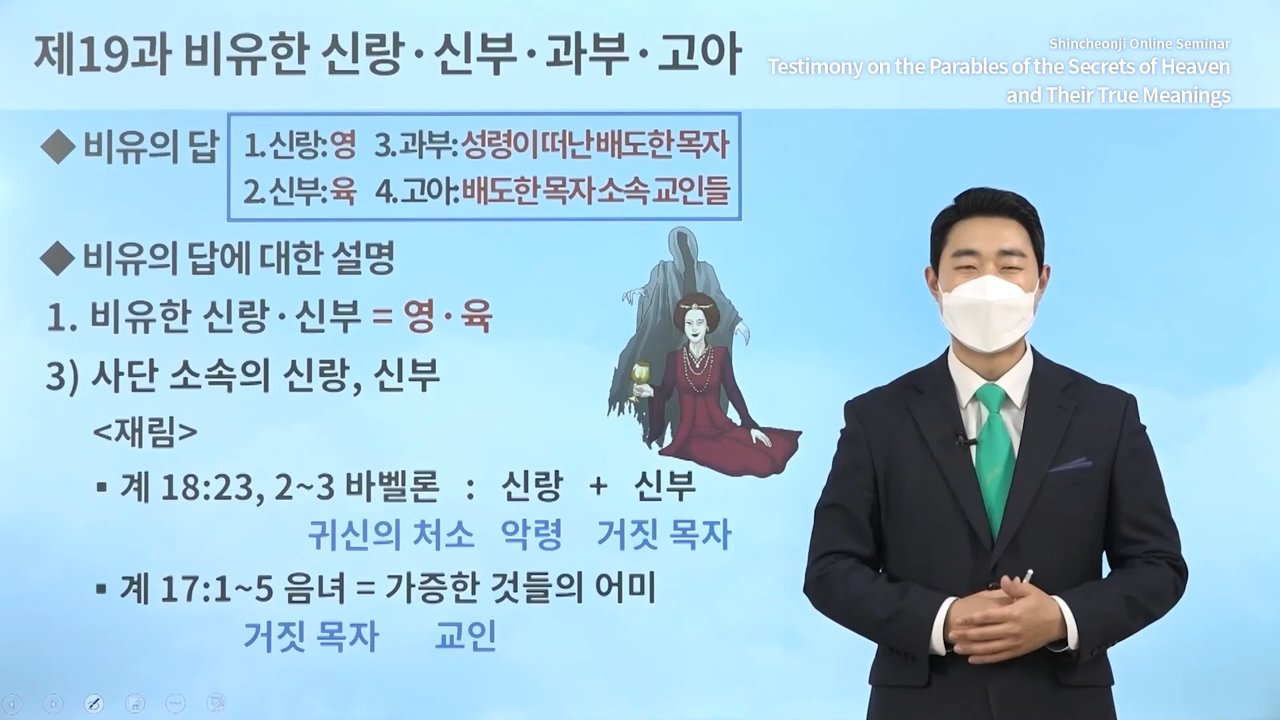 제19과 비유한 신랑·신부·과부·고아
Shincheonji Online Seminar
Testimony on the Parables of the Secrets of Heaven
and Their True Meanings
◆ 비유의 답
1. 신랑: 영 3. 과부: 성령이 떠난 배도한 목자
2. 신부: 육 4. 고아: 배도한 목자 소속 교인들
◆ 비유의 답에 대한 설명
1. 비유한 신랑·신부 = 영·육
3) 사단 소속의 신랑, 신부
<재림>
▪ 계 18:23, 2~3 바벨론 : 신랑 + 신부
귀신의 처소 악령 거짓 목자
▪ 계 17:1~5 음녀 = 가증한 것들의 어미
거짓 목자 교인